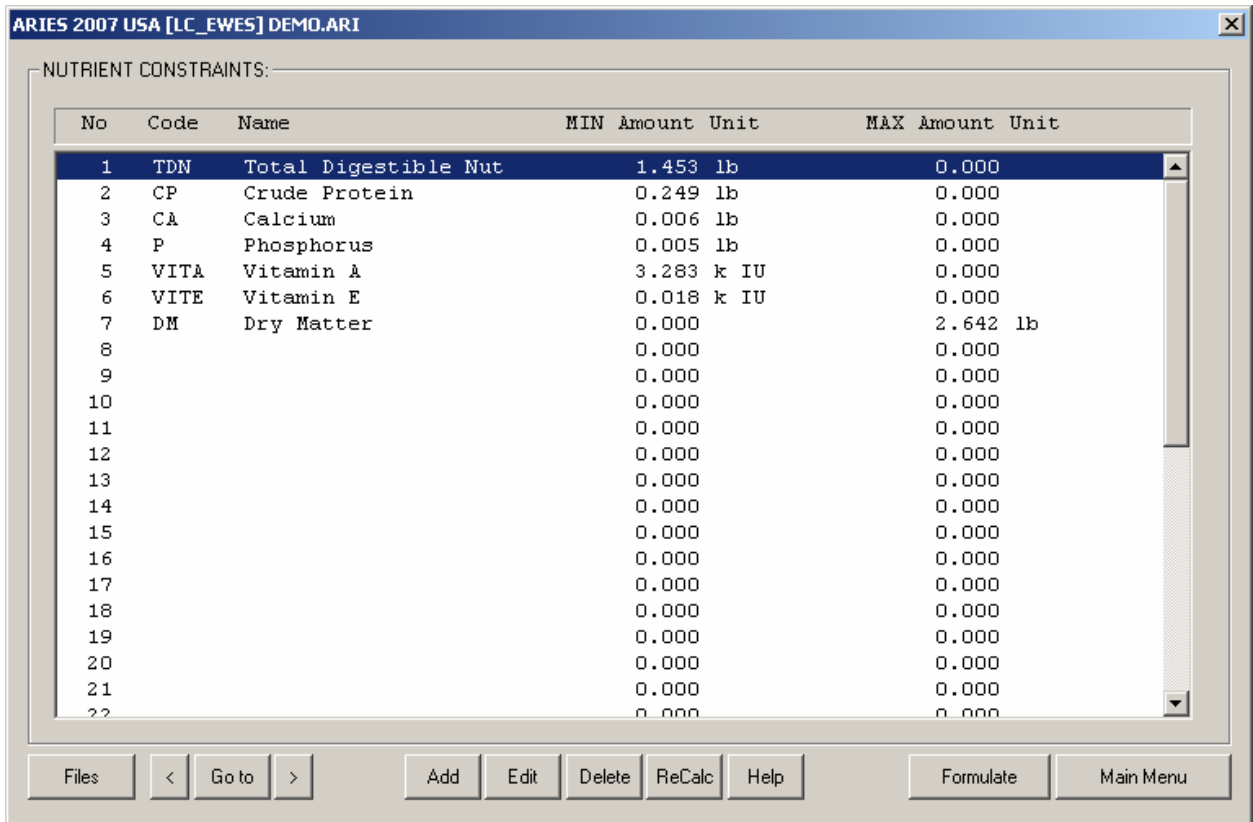 ARIES 2007 USA [LC_EWES] DEMO.ARI
NUTRIENT CONSTRAINTS:
No Code Name MIN Amount Unit MAX Amount Unit
1 TDN Total Digestible Nut 1.453 lb 0.000
2 CP Crude Protein 0.249 lb 0.000
3 CA Calcium 0.006 lb 0.000
4 P Phosphorus 0.005 lb 0.000
5 VITA Vitamin A 3.283 k IU 0.000
6 VITE Vitamin E 0.018 k IU 0.000
7 DM Dry Matter 0.000 2.642 lb
8 0.000 0.000
9 0.000 0.000
10 0.000 0.000
11 0.000 0.000
12 0.000 0.000
13 0.000 0.000
14 0.000 0.000
15 0.000 0.000
16 0.000 0.000
17 0.000 0.000
18 0.000 0.000
19 0.000 0.000
20 0.000 0.000
21 0.000 0.000
22 0.000 0.000
Files < Go to > Add Edit Delete ReCalc Help Formulate Main Menu